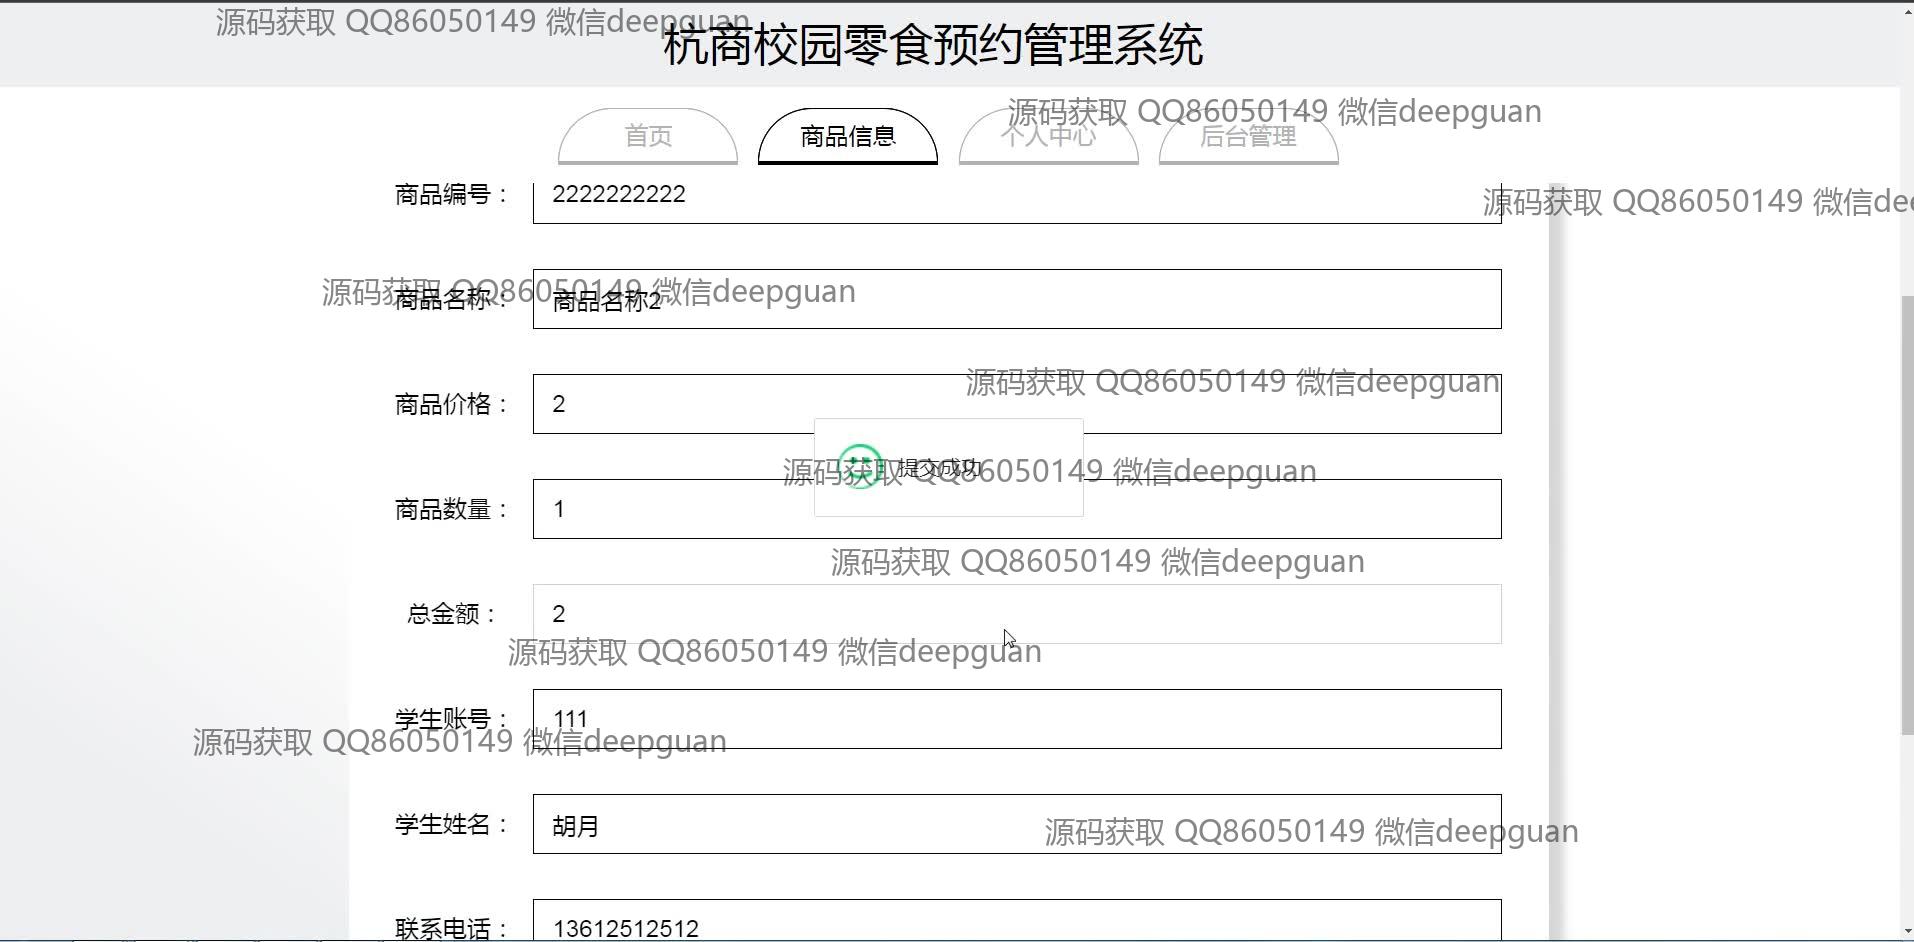 源码获取 QQ86050149 微信deepguan
杭商校园零食预约管理系统
源码获取 QQ86050149 微信deepguan
首页
商品信息
个人中心
后台管理
商品编号：
2222222222
源码获取 QQ86050149 微信dee
源码获取 QQ86050149 微信deepguan
商品名称：
商品名称2
源码获取 QQ86050149 微信deepguan
商品价格：
2
源码获取 QQ86050149 微信deepguan
提交成功
商品数量：
1
源码获取 QQ86050149 微信deepguan
总金额：
2
源码获取 QQ86050149 微信deepguan
学生账号：
111
源码获取 QQ86050149 微信deepguan
学生姓名：
胡月
源码获取 QQ86050149 微信deepguan
联系电话：
13612512512